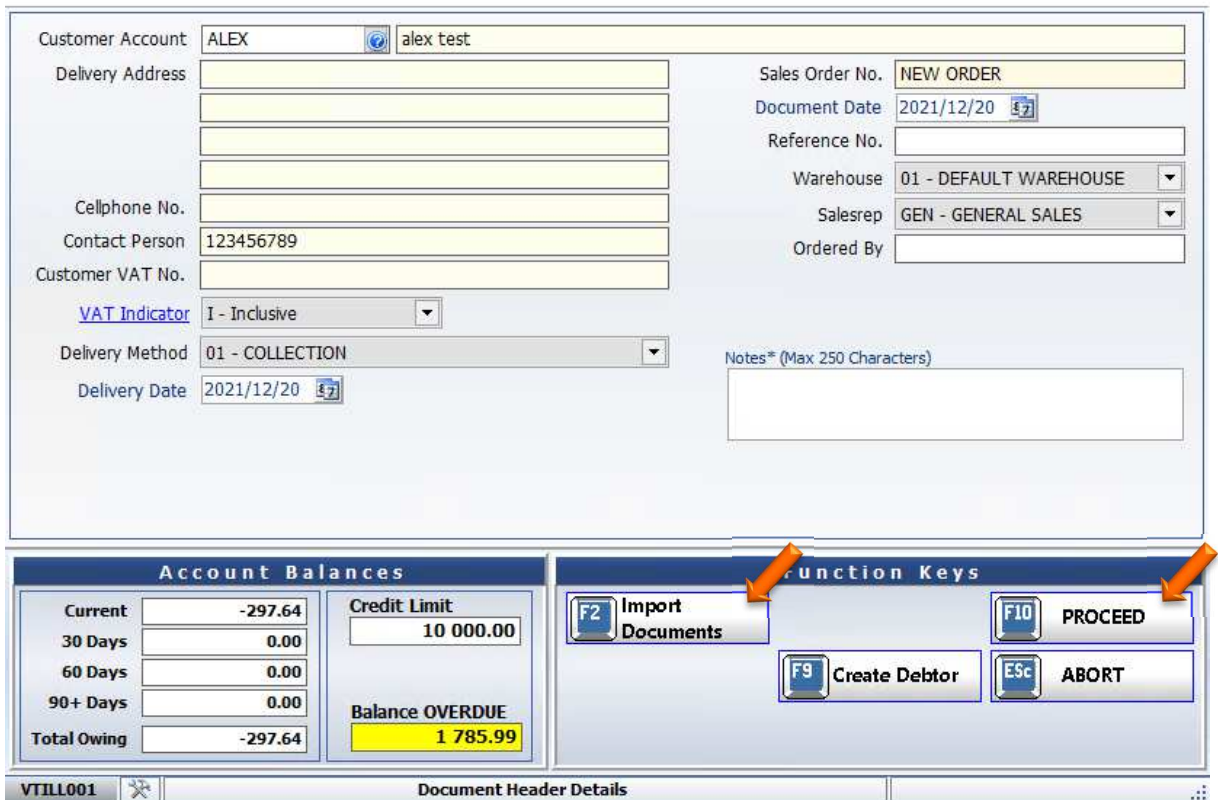 Customer Account ALEX alex test
Delivery Address
Sales Order No. NEW ORDER
Document Date 2021/12/20
Reference No.
Warehouse 01 - DEFAULT WAREHOUSE
Cellphone No.
Salesrep GEN - GENERAL SALES
Contact Person 123456789
Ordered By
Customer VAT No.
VAT Indicator I - Inclusive
Delivery Method 01 - COLLECTION
Notes* (Max 250 Characters)
Delivery Date 2021/12/20
Account Balances
Current -297.64
30 Days 0.00
60 Days 0.00
90+ Days 0.00
Total Owing -297.64
Credit Limit
10 000.00
Balance OVERDUE
1 785.99
unction Keys
F2 Import
Documents
F10 PROCEED
F9 Create Debtor
ESc ABORT
VTILL001 Document Header Details